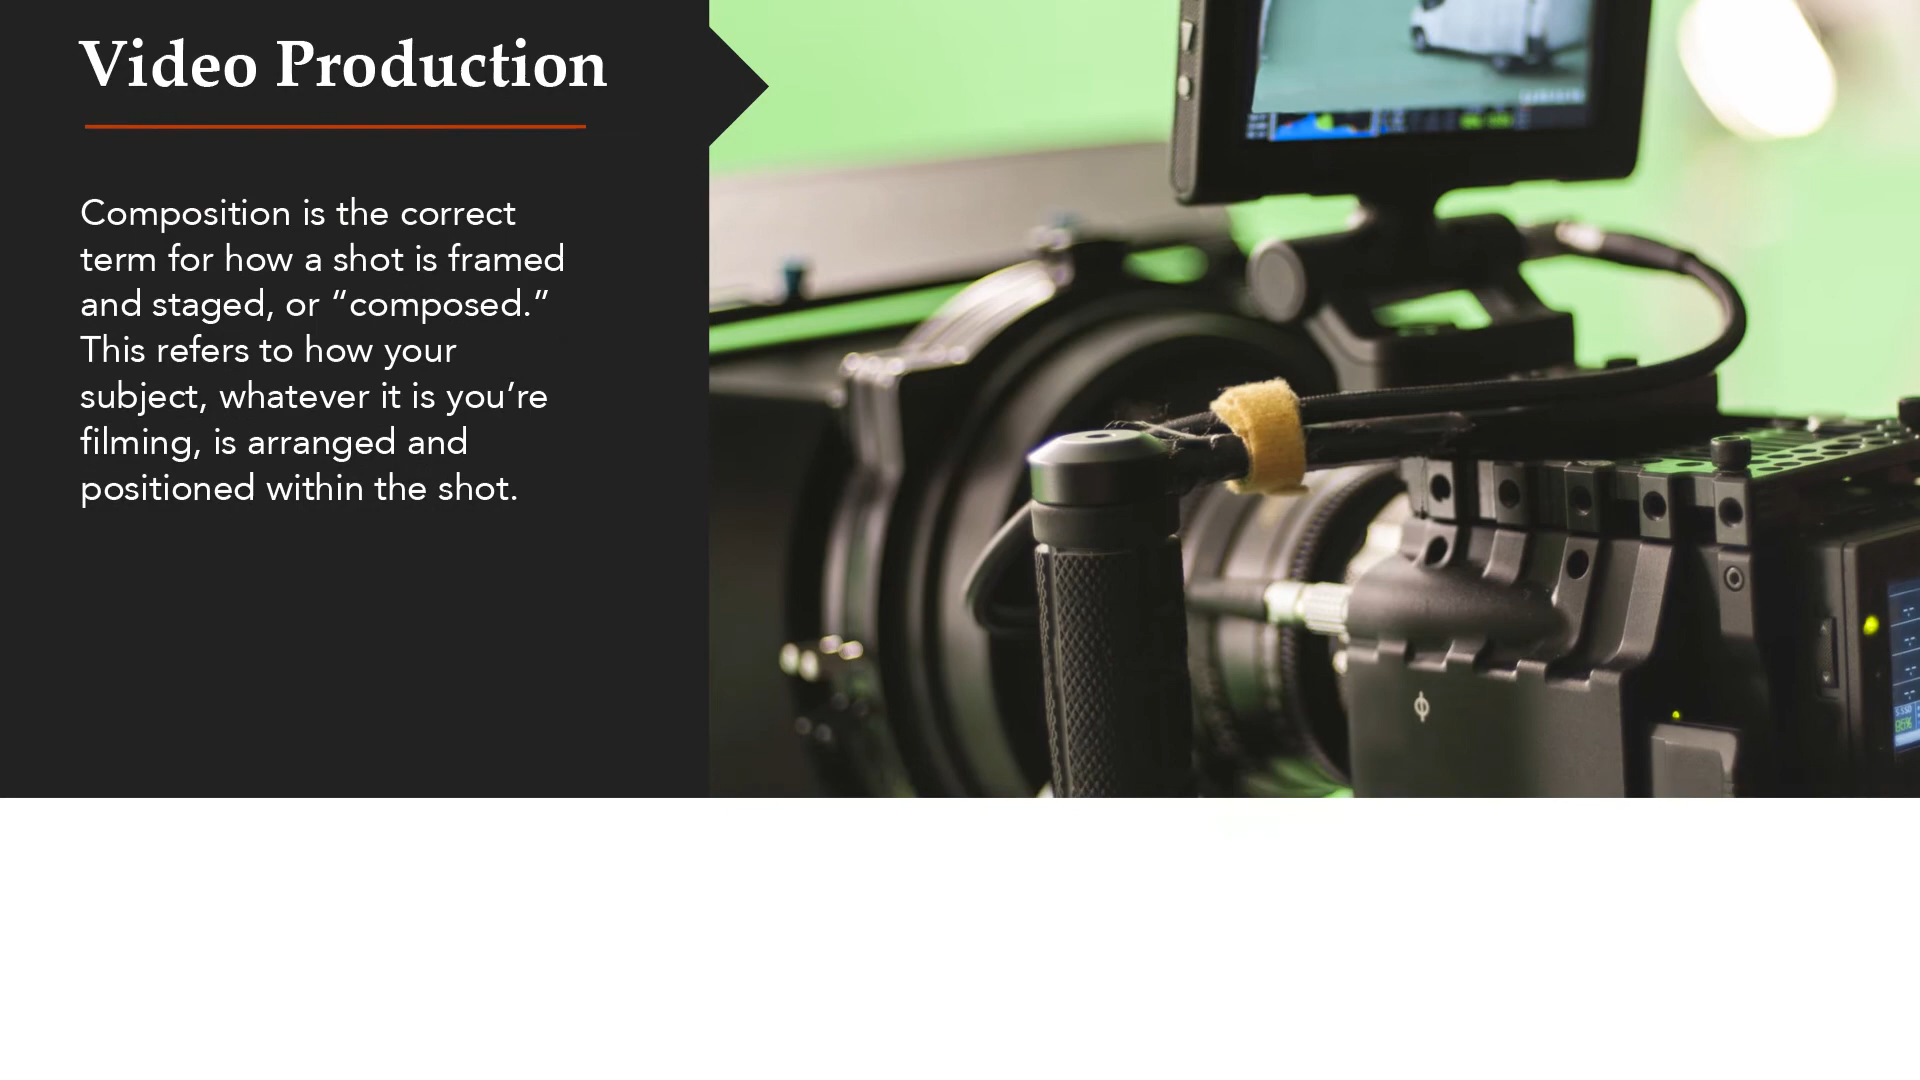 Video Production
Composition is the correct
term for how a shot is framed
and staged, or “composed.”
This refers to how your
subject, whatever it is you’re
filming, is arranged and
positioned within the shot.